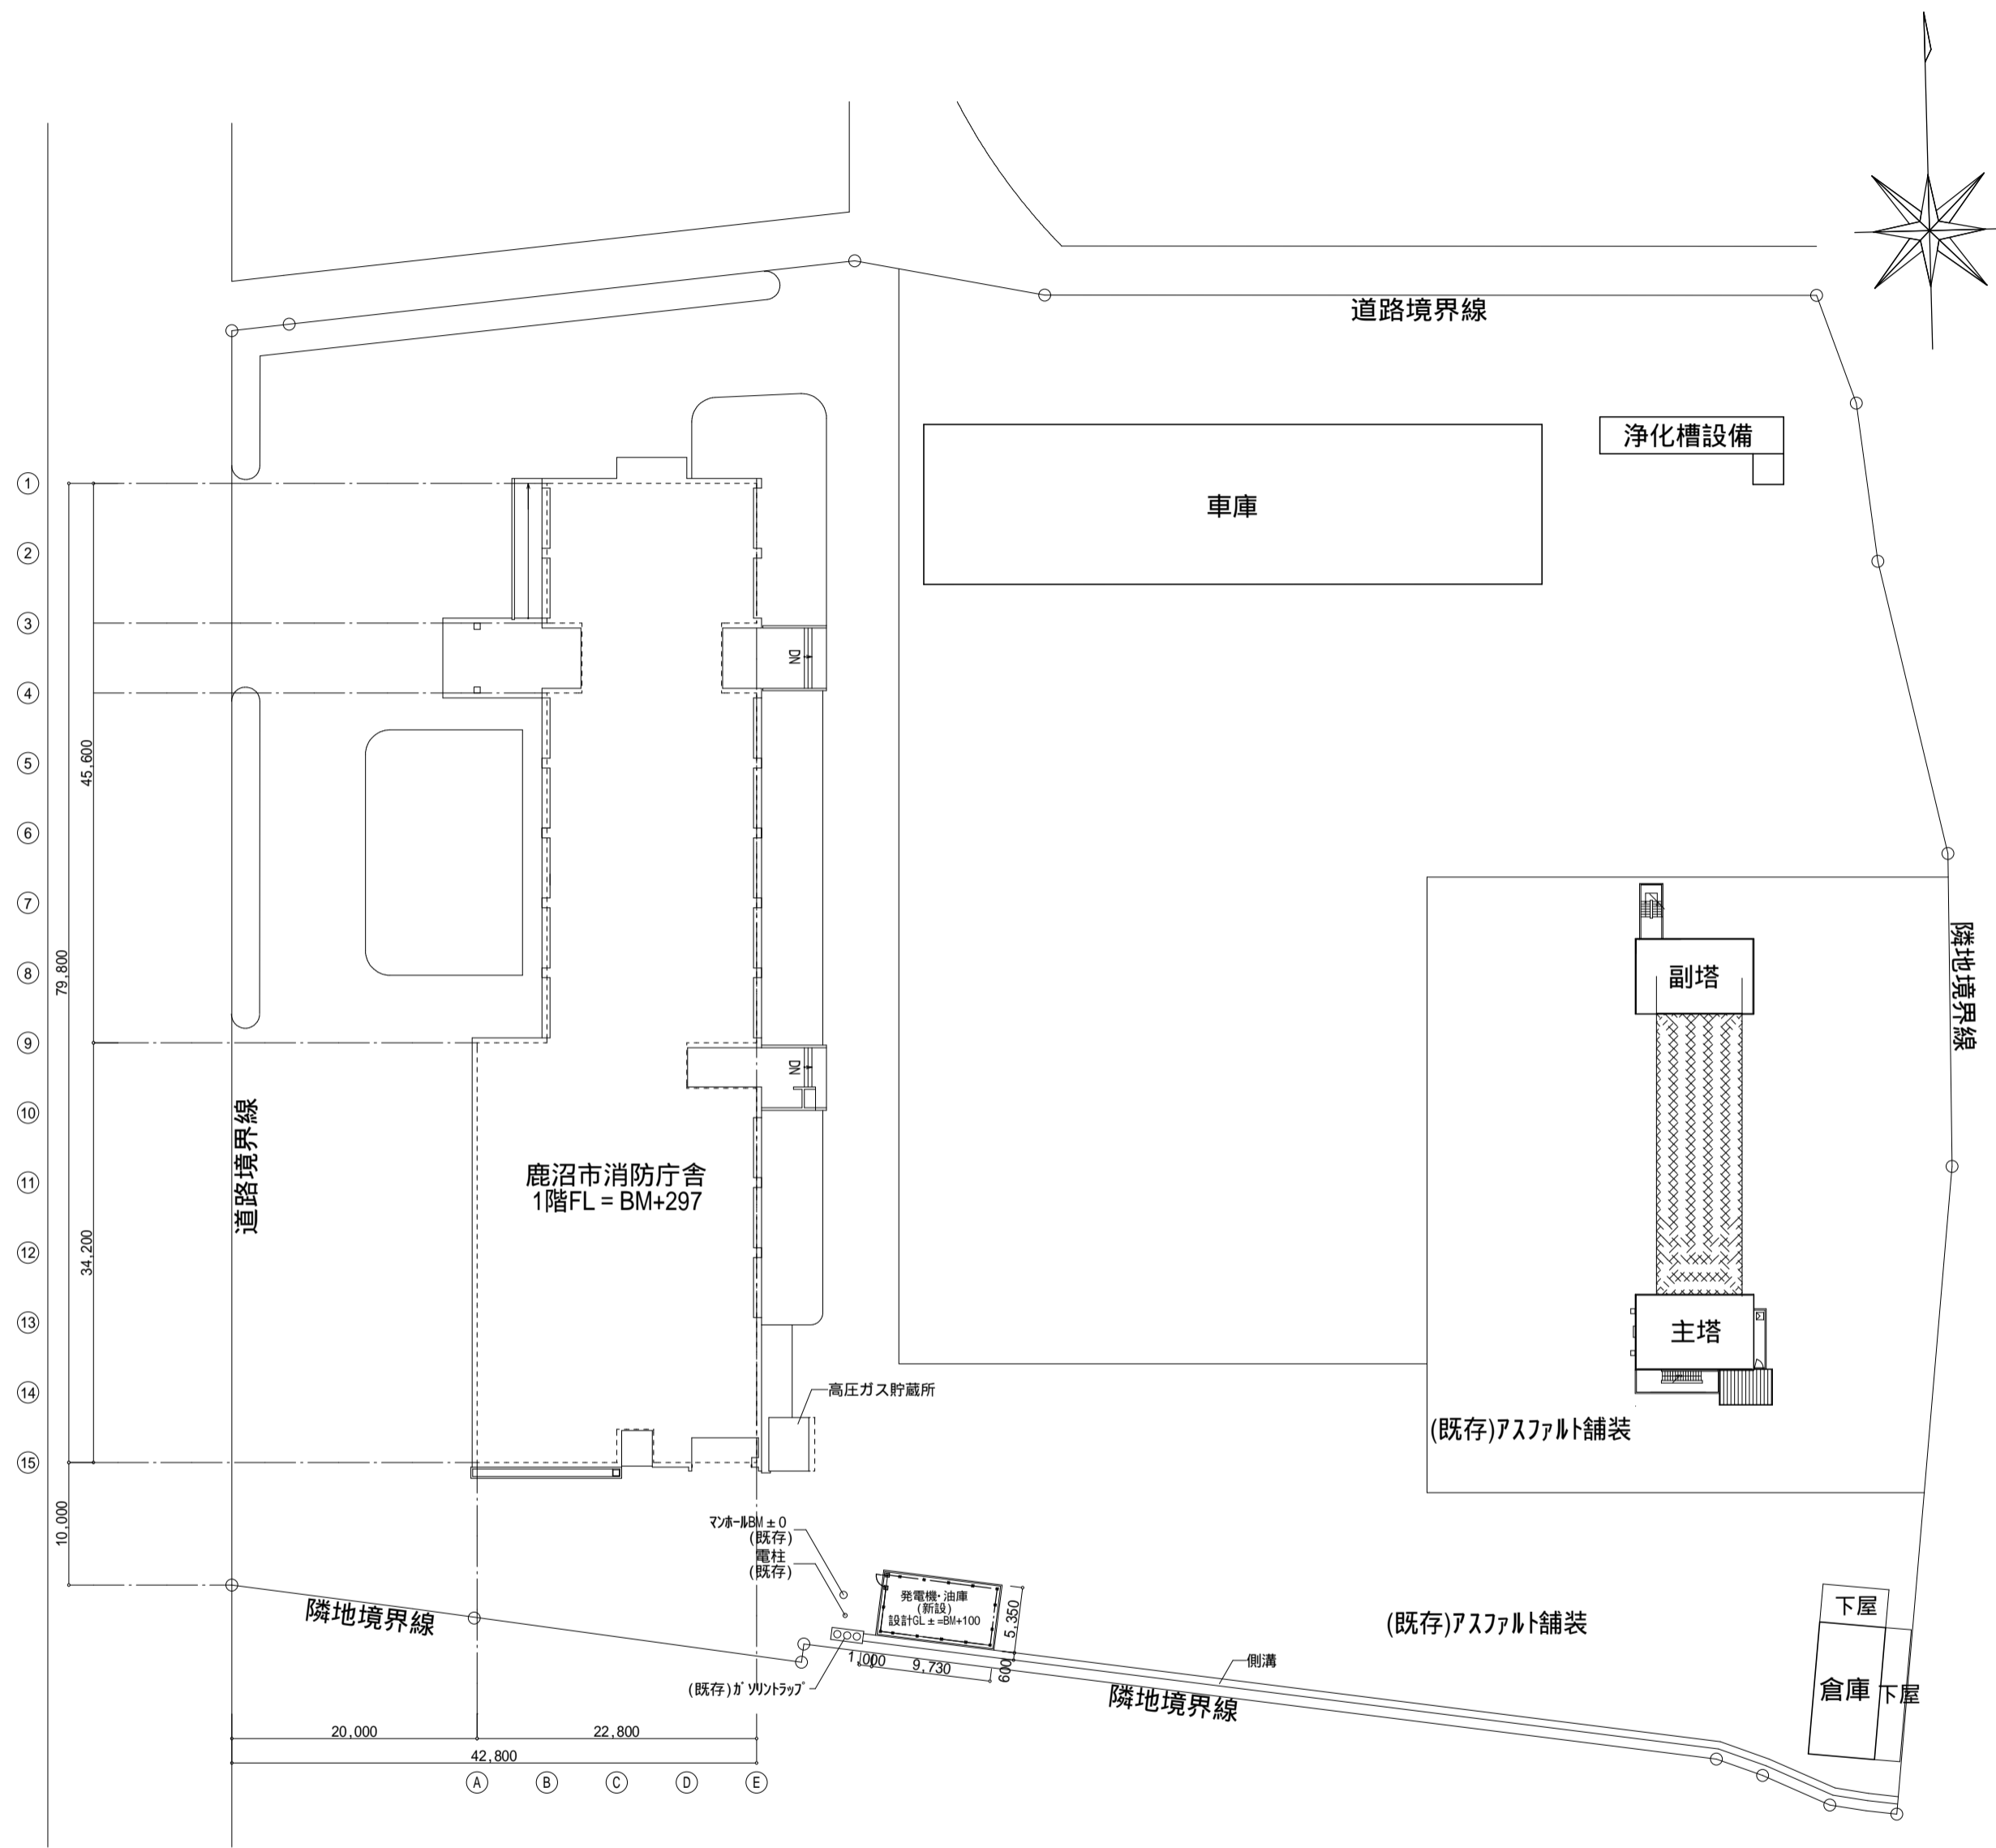 道路境界線
浄化槽設備
車庫
①
②
③
④
⑤
⑥
⑦
⑧
⑨
⑩
⑪
⑫
⑬
⑭
⑮
45,600
79,800
34,200
10,000
DN
DN
副塔
隣地境界線
道路境界線
鹿沼市消防庁舎
1階FL = BM+297
主塔
高圧ガス貯蔵所
(既存)アスファルト舗装
マンホールBM±0
(既存)
電柱
(既存)
発電機・油庫
(新設)
設計GL±=BM+100
5,350
隣地境界線
(既存)アスファルト舗装
下屋
1,000
9,730
600
側溝
(既存)ガソリントラップ
隣地境界線
倉庫
下屋
20,000
22,800
42,800
A
B
C
D
E